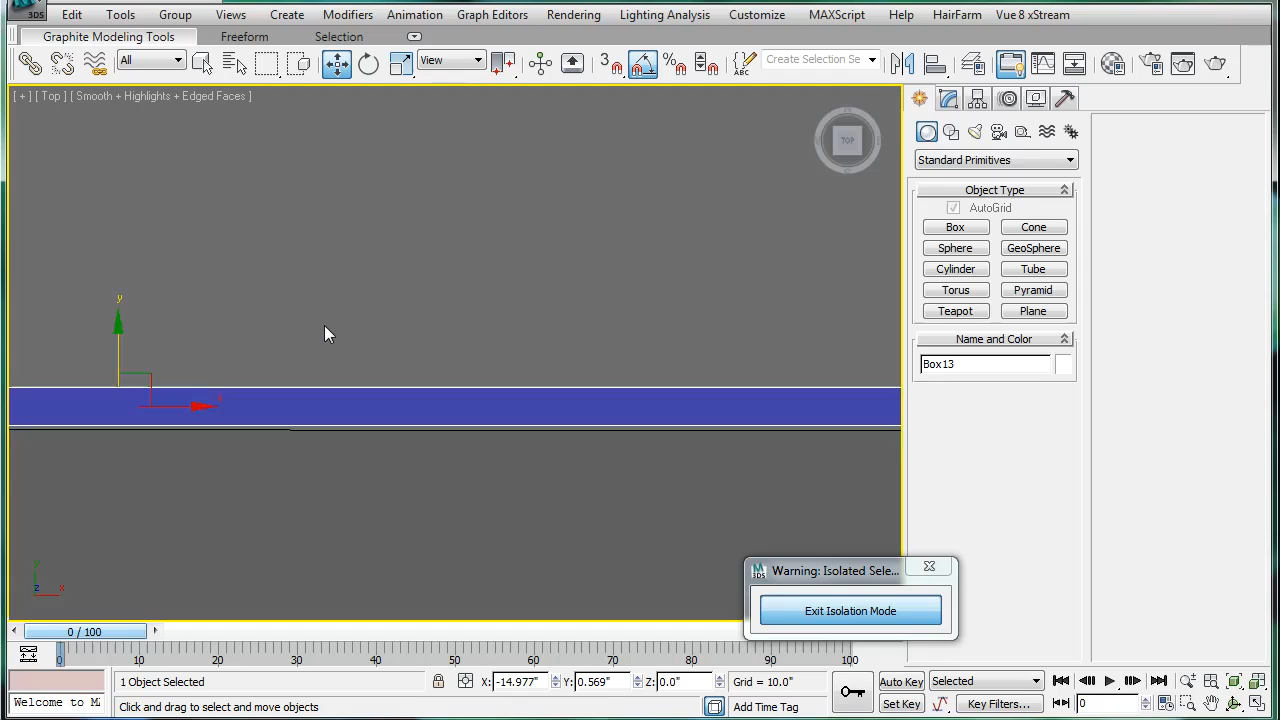 3DS Edit Tools Group Views Create Modifiers Animation Graph Editors Rendering Lighting Analysis Customize MAXScript Help HairFarm Vue 8 xStream
Graphite Modeling Tools Freeform Selection
All View 3 % ABC Create Selection Se
[ + ] [ Top ] [ Smooth + Highlights + Edged Faces ]
TOP
Standard Primitives
Object Type
AutoGrid
Box Cone
Sphere GeoSphere
Cylinder Tube
Torus Pyramid
Teapot Plane
Name and Color
Box13
y
x
y
z x
Warning: Isolated Sele...
Exit Isolation Mode
0 / 100
0 10 20 30 40 50 60 70 80 90 100
1 Object Selected X: -14.977" Y: 0.569" Z: 0.0" Grid = 10.0" Auto Key Selected
Welcome to M Click and drag to select and move objects Add Time Tag Set Key Key Filters... 0